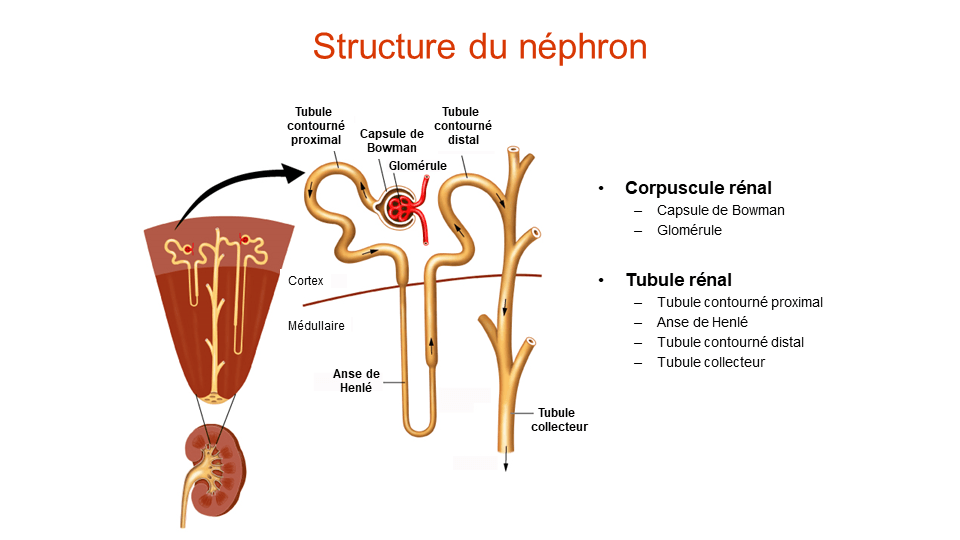 Structure du néphron
Tubule
contourné
proximal
Capsule de
Bowman
Glomérule
Tubule
contourné
distal
Cortex
Médullaire
Anse de
Henlé
Tubule
collecteur
• Corpuscule rénal
– Capsule de Bowman
– Glomérule
• Tubule rénal
– Tubule contourné proximal
– Anse de Henlé
– Tubule contourné distal
– Tubule collecteur